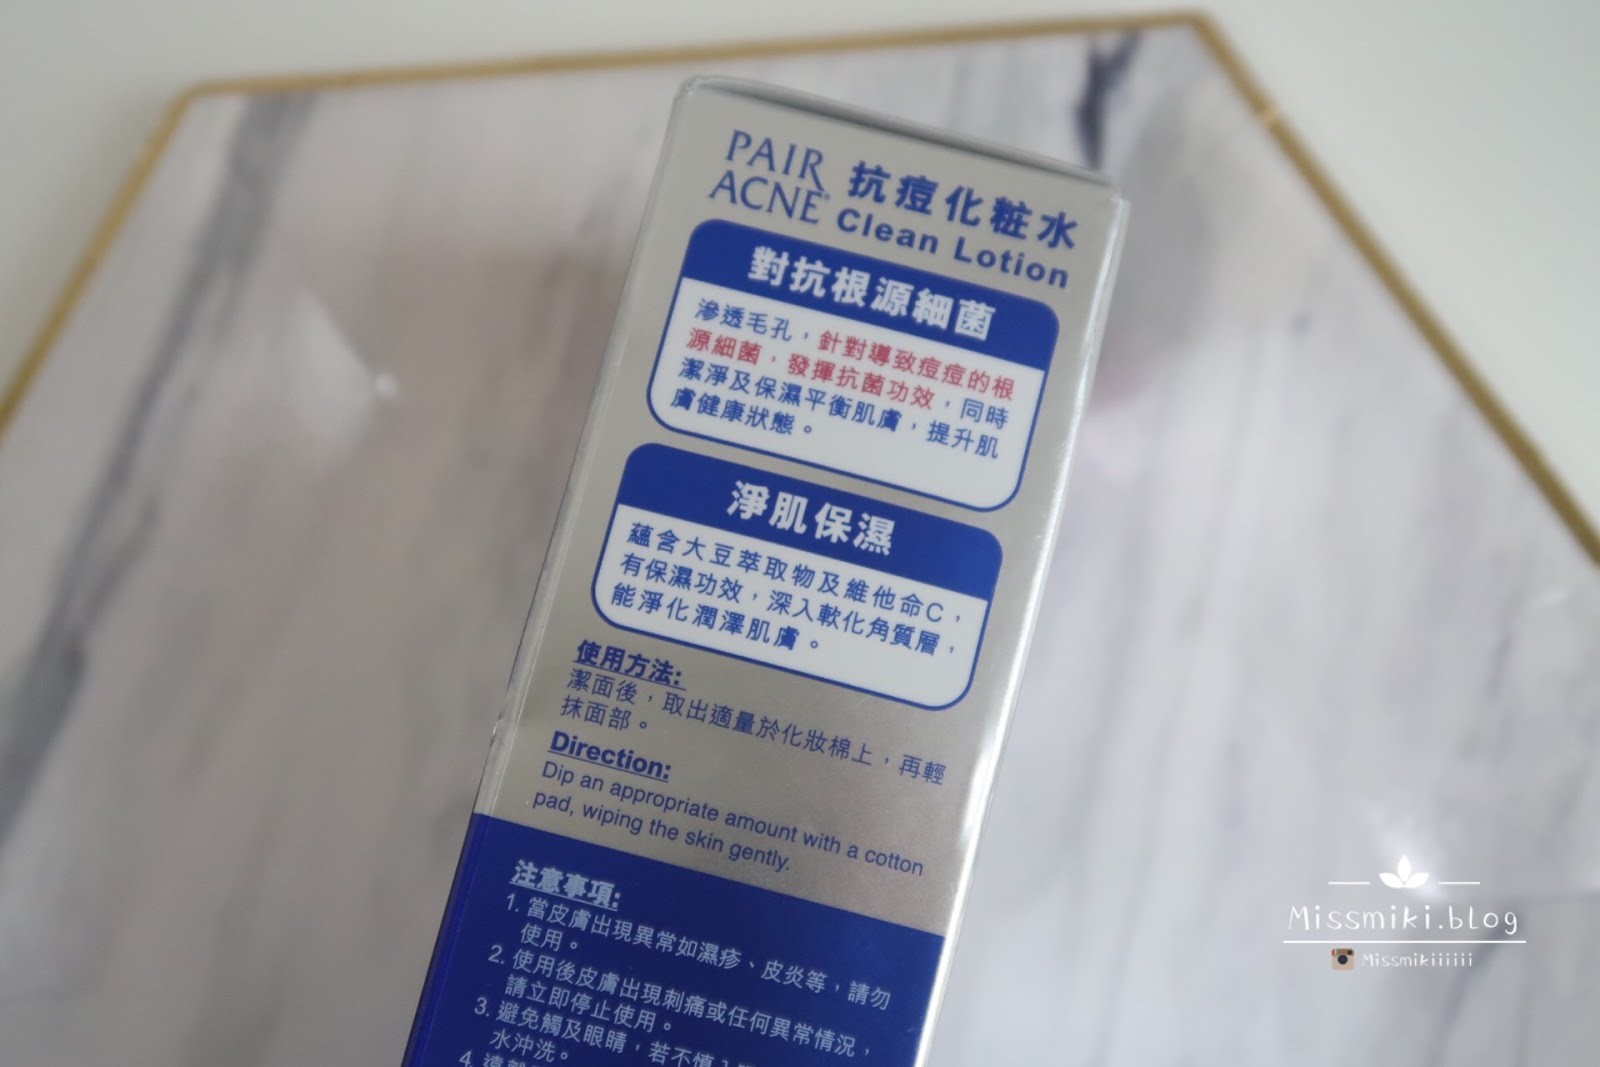 PAIR
ACNE®
抗痘化粧水
Clean Lotion
對抗根源細菌
滲透毛孔，針對導致痘痘的根
源細菌，發揮抗菌功效，同時
潔淨及保濕平衡肌膚，提升肌
膚健康狀態。
淨肌保濕
蘊含大豆萃取物及維他命C，
有保濕功效，深入軟化角質層，
能淨化潤澤肌膚。
使用方法:
潔面後，取出適量於化妝棉上，再輕
抹面部。
Direction:
Dip an appropriate amount with a cotton
pad, wiping the skin gently.
注意事項:
1. 當皮膚出現異常如濕疹、皮炎等，請勿
使用。
2. 使用後皮膚出現刺痛或任何異常情況，
請立即停止使用。
3. 避免觸及眼睛，若不慎入
水沖洗。
4. 遠離
Missmiki.blog
Missmikiiiiii